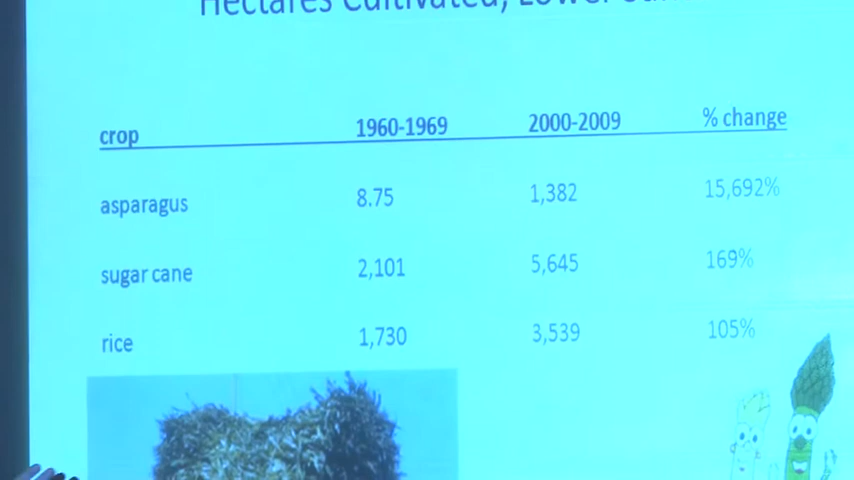 Hectares Cultivated, Lower
crop 1960-1969 2000-2009 % change
asparagus 8.75 1,382 15,692%
sugar cane 2,101 5,645 169%
rice 1,730 3,539 105%